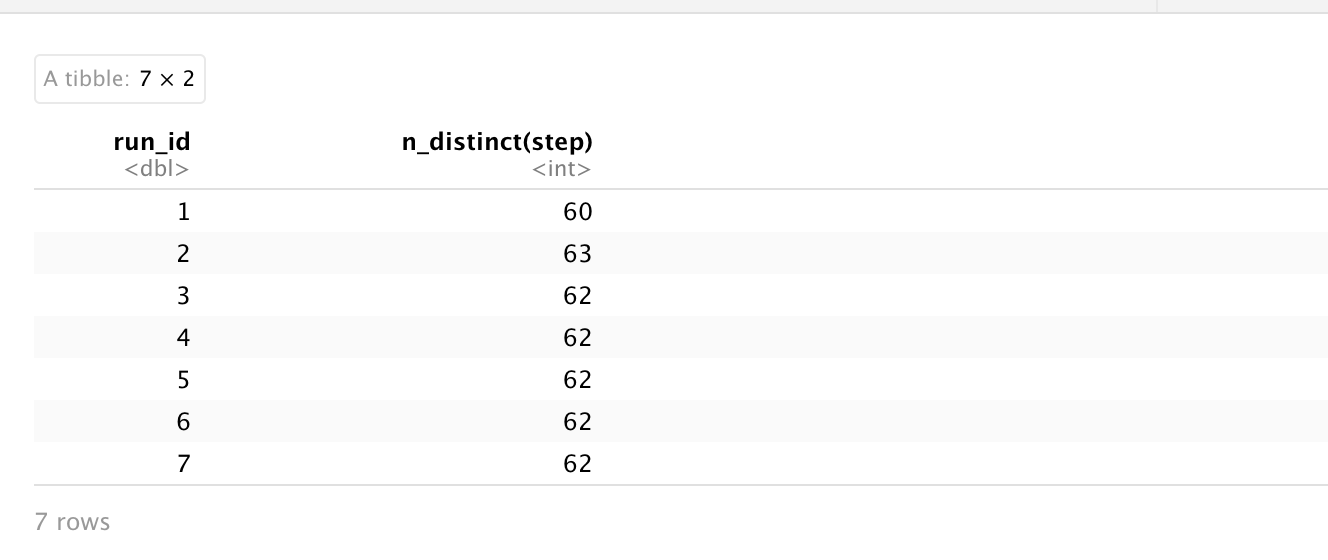 A tibble: 7 × 2
run_id n_distinct(step)
<dbl> <int>
1 60
2 63
3 62
4 62
5 62
6 62
7 62
7 rows